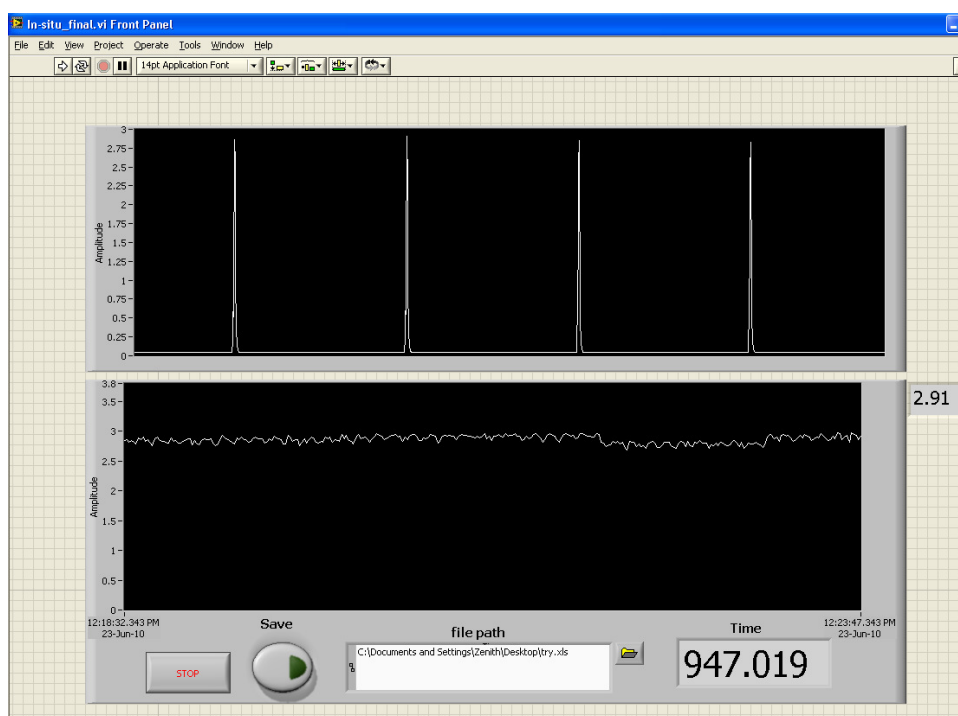 In-situ_final.vi Front Panel
File Edit View Project Operate Tools Window Help
14pt Application Font
3
2.75
2.5
2.25
2
1.75
1.5
1.25
1
0.75
0.5
0.25
0
Amplitude
3.8
3.5
3
2.5
2
1.5
1
0.5
0
Amplitude
2.91
12:18:32.343 PM
23-Jun-10
12:23:47.343 PM
23-Jun-10
Save
file path
Time
C:\Documents and Settings\Zenith\Desktop\try.xls
STOP
947.019